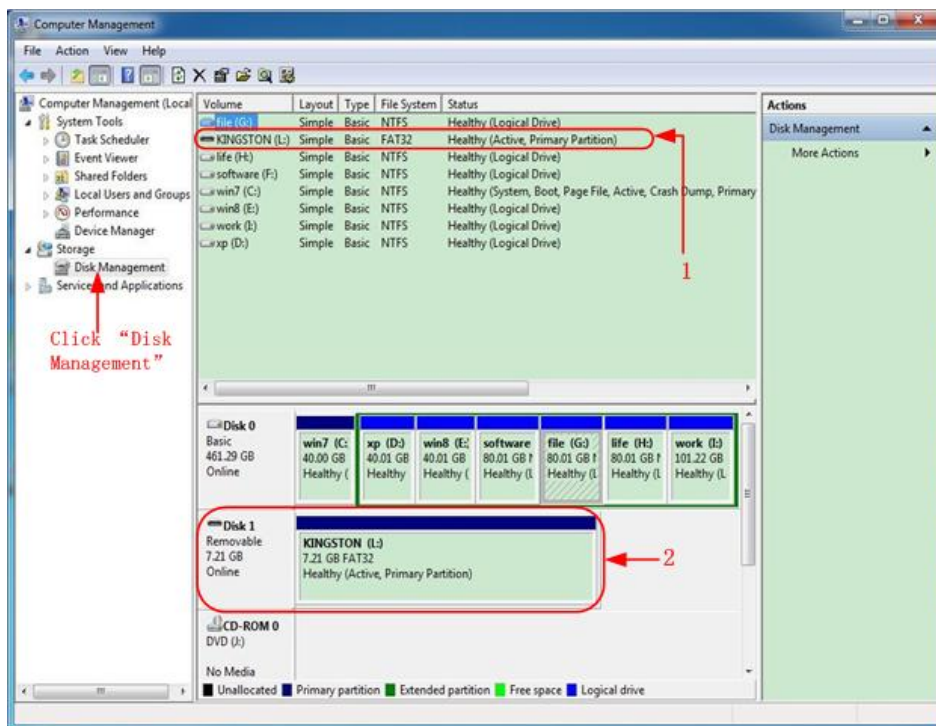 Computer Management
File Action View Help
Computer Management (Local
System Tools
Task Scheduler
Event Viewer
Shared Folders
Local Users and Groups
Performance
Device Manager
Storage
Disk Management
Services and Applications
Click “Disk
Management”
Volume Layout Type File System Status
file (G:) Simple Basic NTFS Healthy (Logical Drive)
KINGSTON (L:) Simple Basic FAT32 Healthy (Active, Primary Partition)
life (H:) Simple Basic NTFS Healthy (Logical Drive)
software (F:) Simple Basic NTFS Healthy (Logical Drive)
win7 (C:) Simple Basic NTFS Healthy (System, Boot, Page File, Active, Crash Dump, Primary
win8 (E:) Simple Basic NTFS Healthy (Logical Drive)
work (I:) Simple Basic NTFS Healthy (Logical Drive)
xp (D:) Simple Basic NTFS Healthy (Logical Drive)
1
Actions
Disk Management
More Actions
Disk 0
Basic
461.29 GB
Online
win7 (C:
40.00 GB
Healthy (
xp (D:)
40.01 GB
Healthy
win8 (E:
40.01 GB
Healthy (
software
80.01 GB N
Healthy (L
file (G:)
80.01 GB N
Healthy (L
life (H:)
80.01 GB N
Healthy (L
work (I:)
101.22 GB
Healthy (L
Disk 1
Removable
7.21 GB
Online
KINGSTON (L:)
7.21 GB FAT32
Healthy (Active, Primary Partition)
2
CD-ROM 0
DVD (J:)
No Media
Unallocated Primary partition Extended partition Free space Logical drive